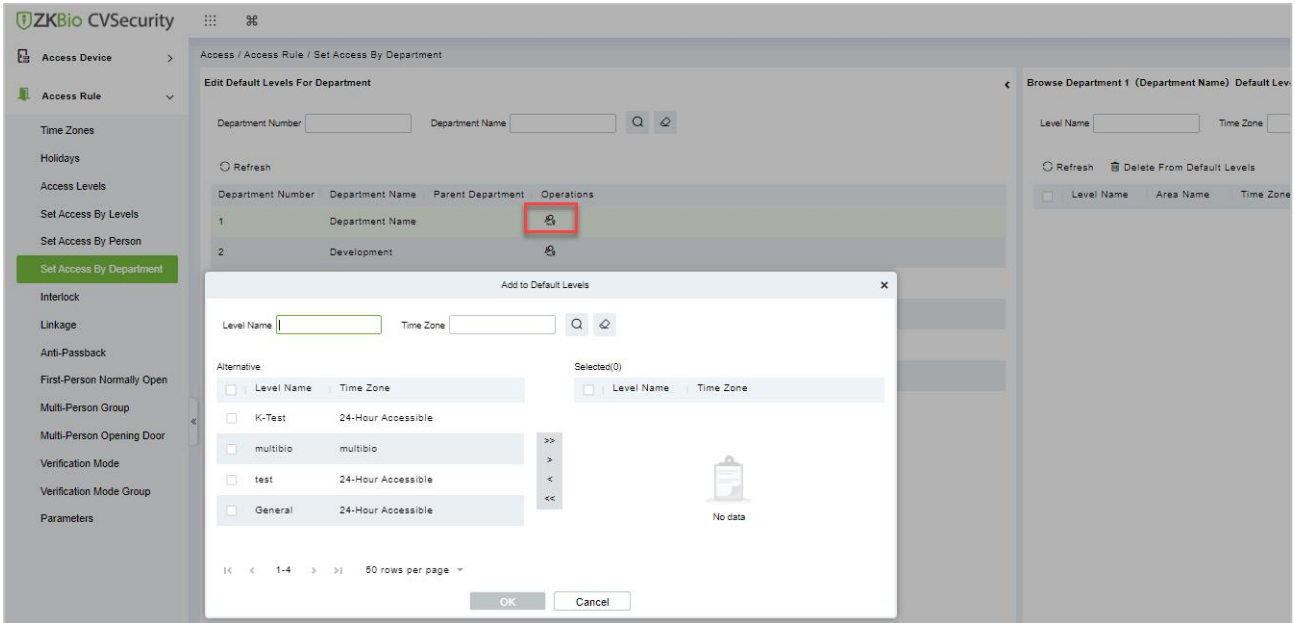 ZKBio CVSecurity
Access Device
Access Rule
Time Zones
Holidays
Access Levels
Set Access By Levels
Set Access By Person
Set Access By Department
Interlock
Linkage
Anti-Passback
First-Person Normally Open
Multi-Person Group
Multi-Person Opening Door
Verification Mode
Verification Mode Group
Parameters
Access / Access Rule / Set Access By Department
Edit Default Levels For Department
Department Number Department Name
Refresh
Department Number Department Name Parent Department Operations
1 Department Name
2 Development
Browse Department 1 (Department Name) Default Lev
Level Name Time Zone
Refresh Delete From Default Levels
Level Name Area Name Time Zone
Add to Default Levels
Level Name Time Zone
Alternative
Level Name Time Zone
K-Test 24-Hour Accessible
multibio multibio
test 24-Hour Accessible
General 24-Hour Accessible
>>
>
<
<<
Selected(0)
Level Name Time Zone
No data
|< < 1-4 > >| 50 rows per page
OK Cancel